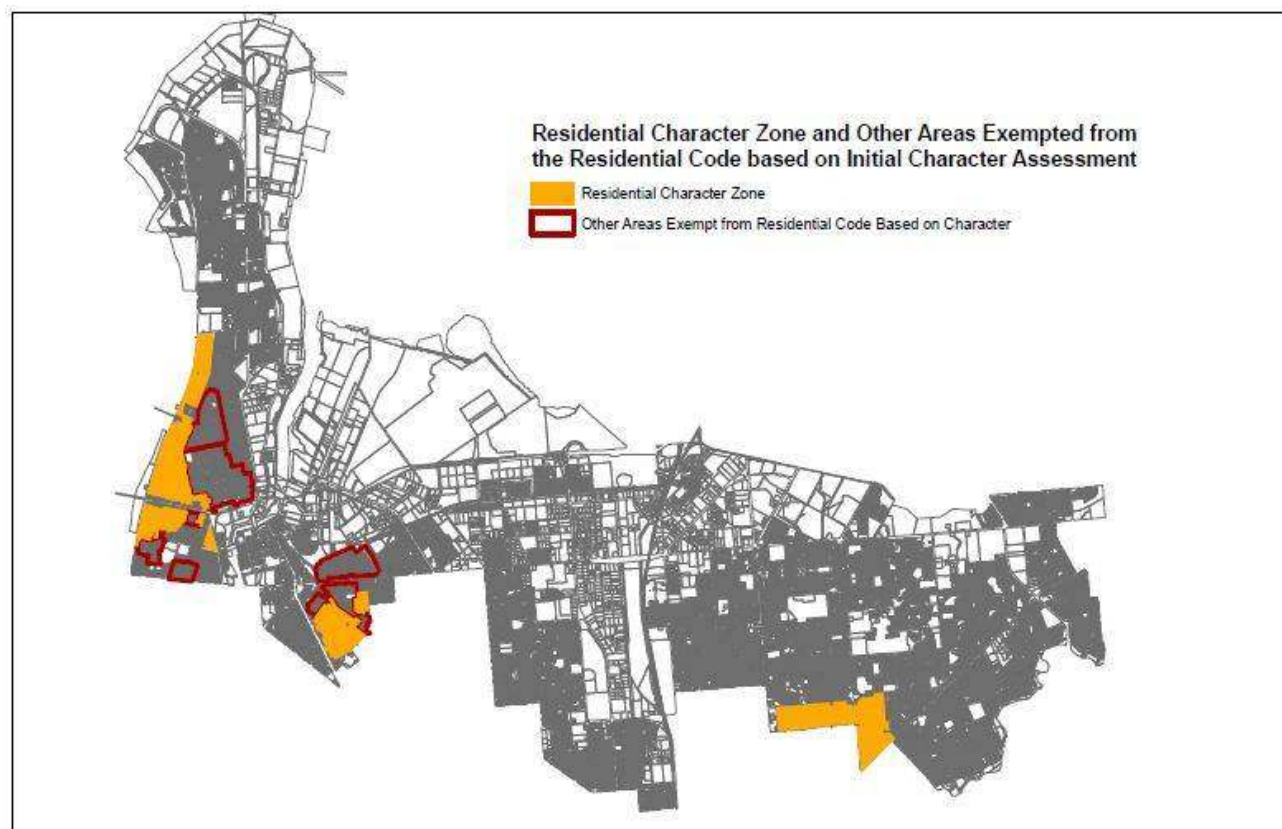 Residential Character Zone and Other Areas Exempted from
the Residential Code based on Initial Character Assessment
Residential Character Zone
Other Areas Exempt from Residential Code Based on Character